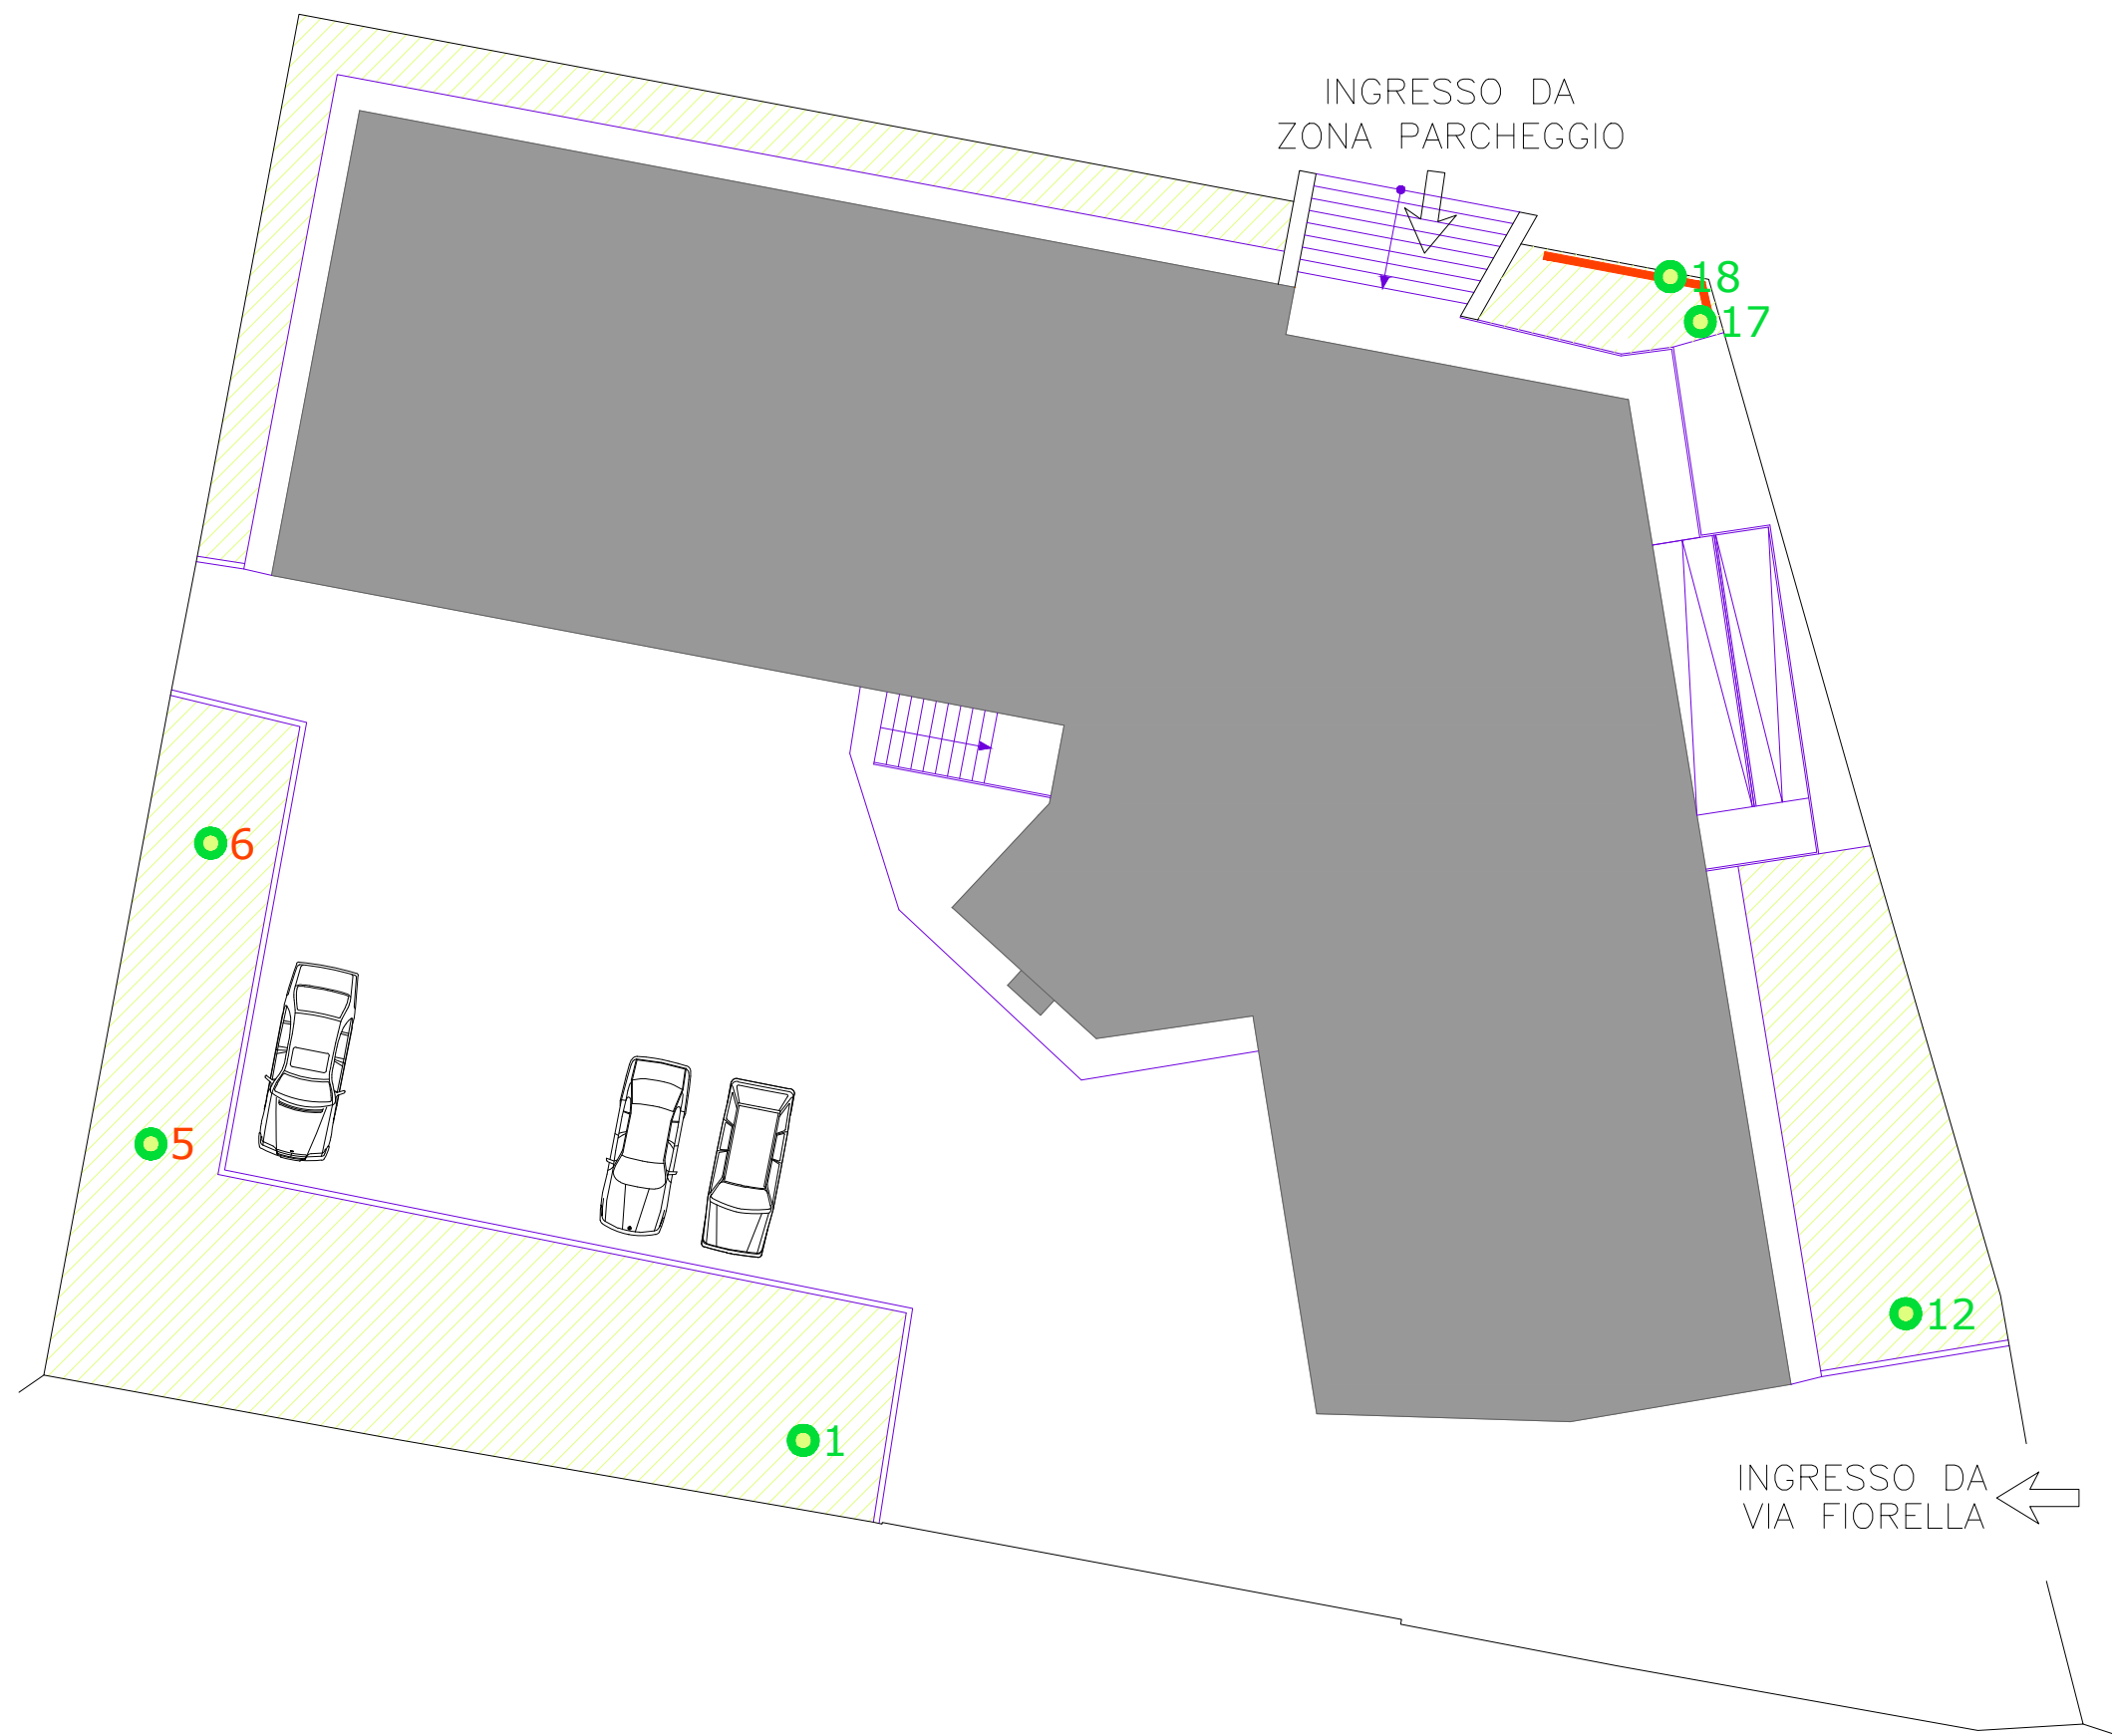 INGRESSO DA
ZONA PARCHEGGIO
18
17
6
5
12
1
INGRESSO DA
VIA FIORELLA